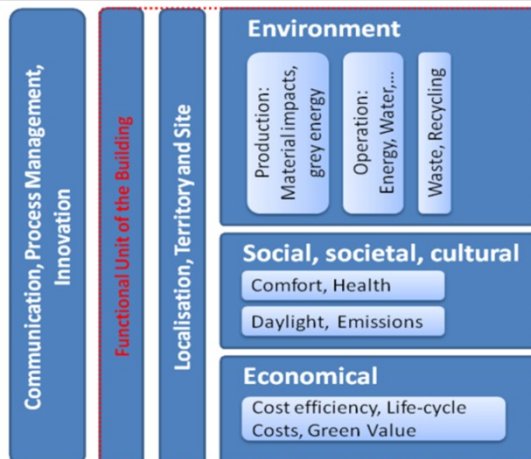 Communication, Process Management,
Innovation
Functional Unit of the Building
Localisation, Territory and Site
Environment
Production:
Material impacts,
grey energy
Operation:
Energy, Water,...
Waste, Recycling
Social, societal, cultural
Comfort, Health
Daylight, Emissions
Economical
Cost efficiency, Life-cycle
Costs, Green Value